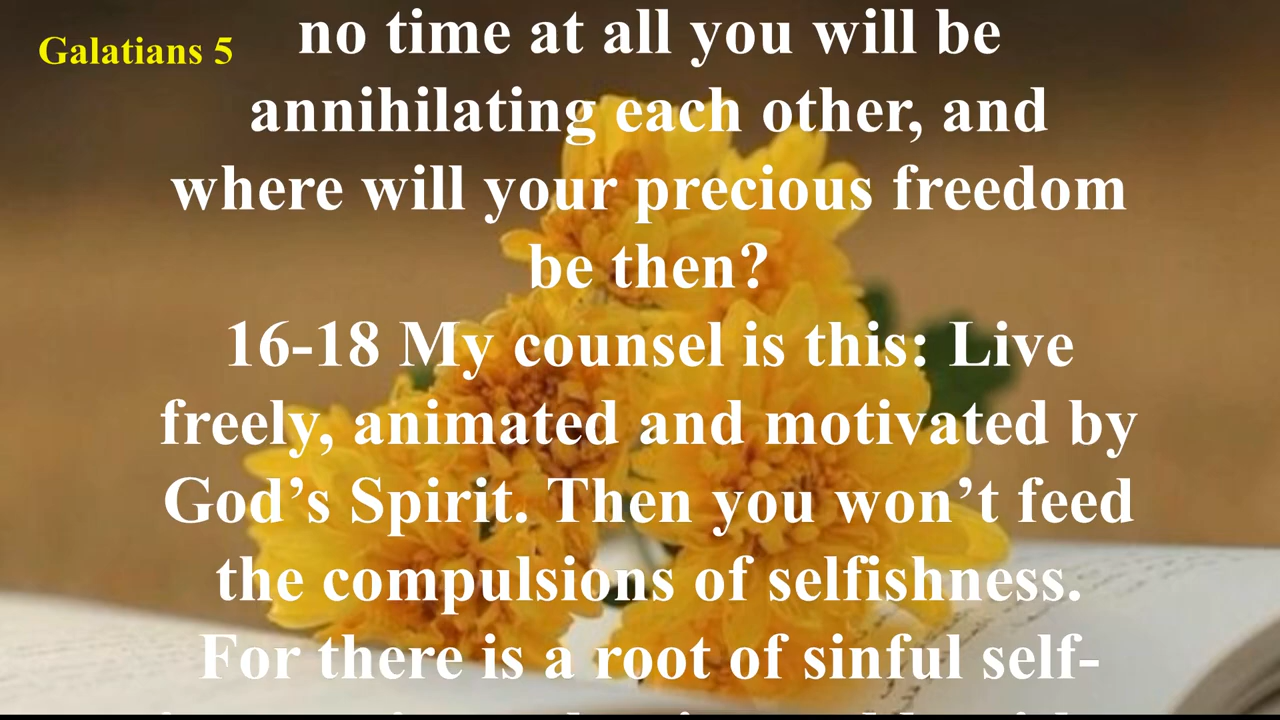 Galatians 5
no time at all you will be
annihilating each other, and
where will your precious freedom
be then?
16-18 My counsel is this: Live
freely, animated and motivated by
God’s Spirit. Then you won’t feed
the compulsions of selfishness.
For there is a root of sinful self-